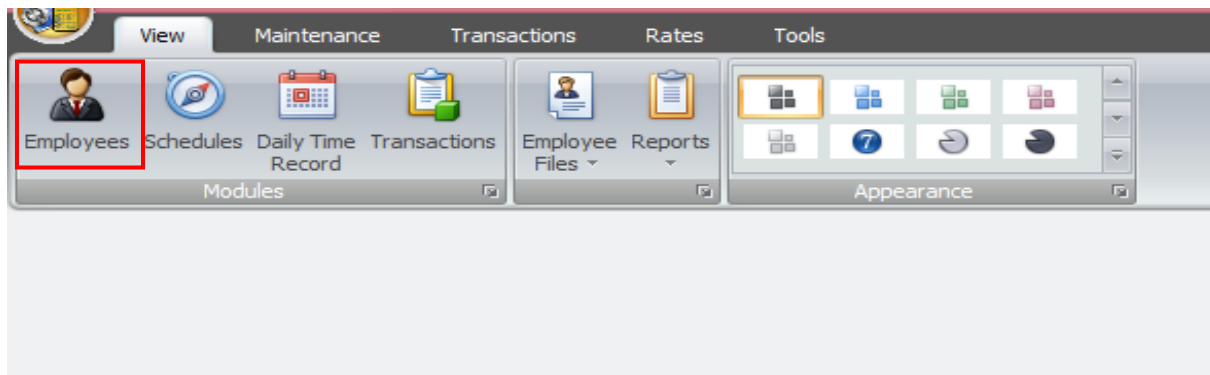 View Maintenance Transactions Rates Tools
Employees Schedules Daily Time Record Transactions Employee Files Reports
7
Modules Appearance